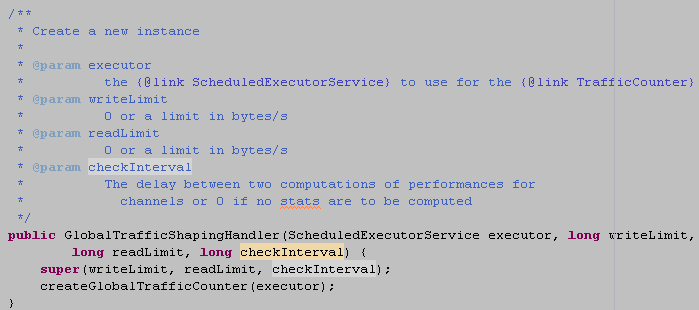 /**
 * Create a new instance
 *
 * @param executor
 *            the {@link ScheduledExecutorService} to use for the {@link TrafficCounter}
 * @param writeLimit
 *            0 or a limit in bytes/s
 * @param readLimit
 *            0 or a limit in bytes/s
 * @param checkInterval
 *            The delay between two computations of performances for
 *              channels or 0 if no stats are to be computed
 */
public GlobalTrafficShapingHandler(ScheduledExecutorService executor, long writeLimit,
        long readLimit, long checkInterval) {
    super(writeLimit, readLimit, checkInterval);
    createGlobalTrafficCounter(executor);
}